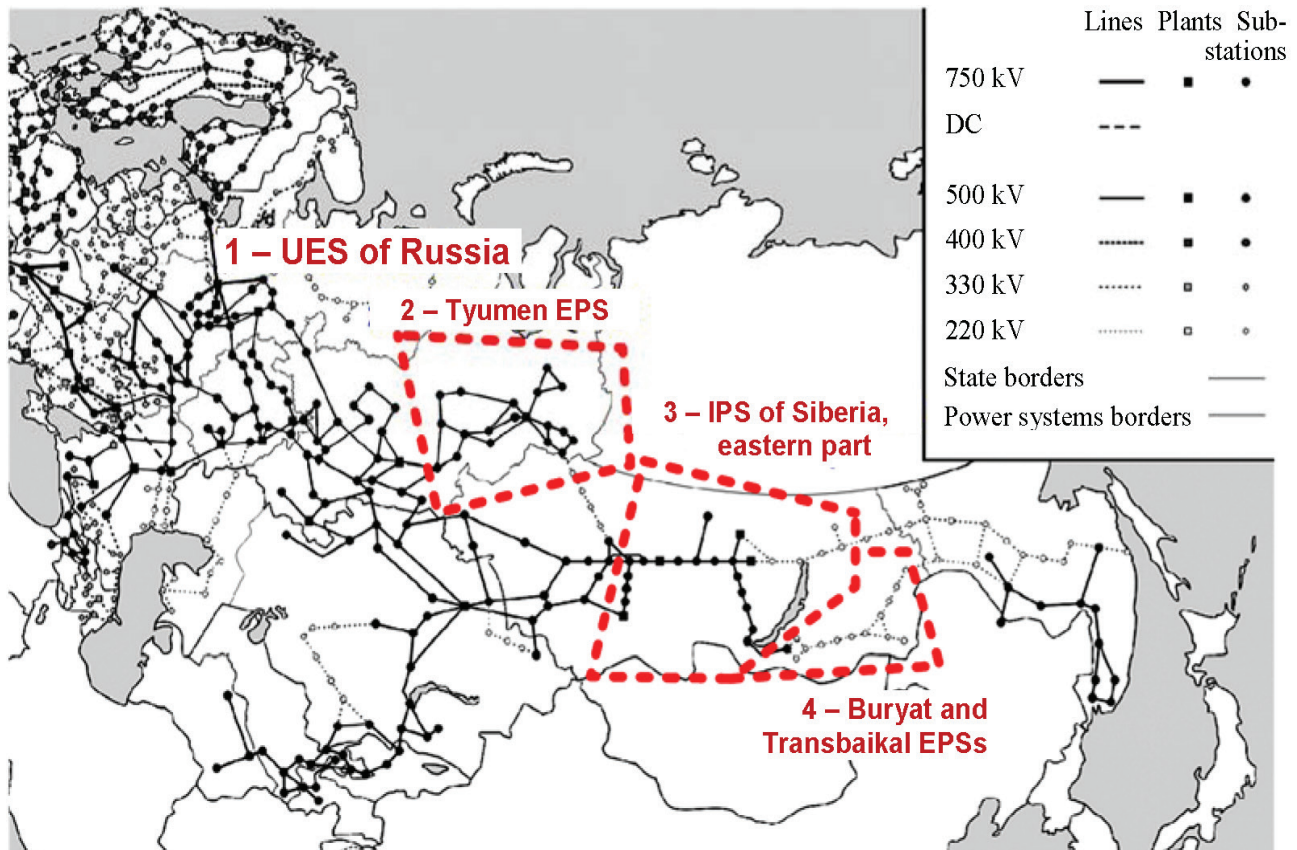 Lines Plants Sub-
stations
750 kV
DC
500 kV
400 kV
330 kV
220 kV
State borders
Power systems borders
1 – UES of Russia
2 – Tyumen EPS
3 – IPS of Siberia,
eastern part
4 – Buryat and
Transbaikal EPSs